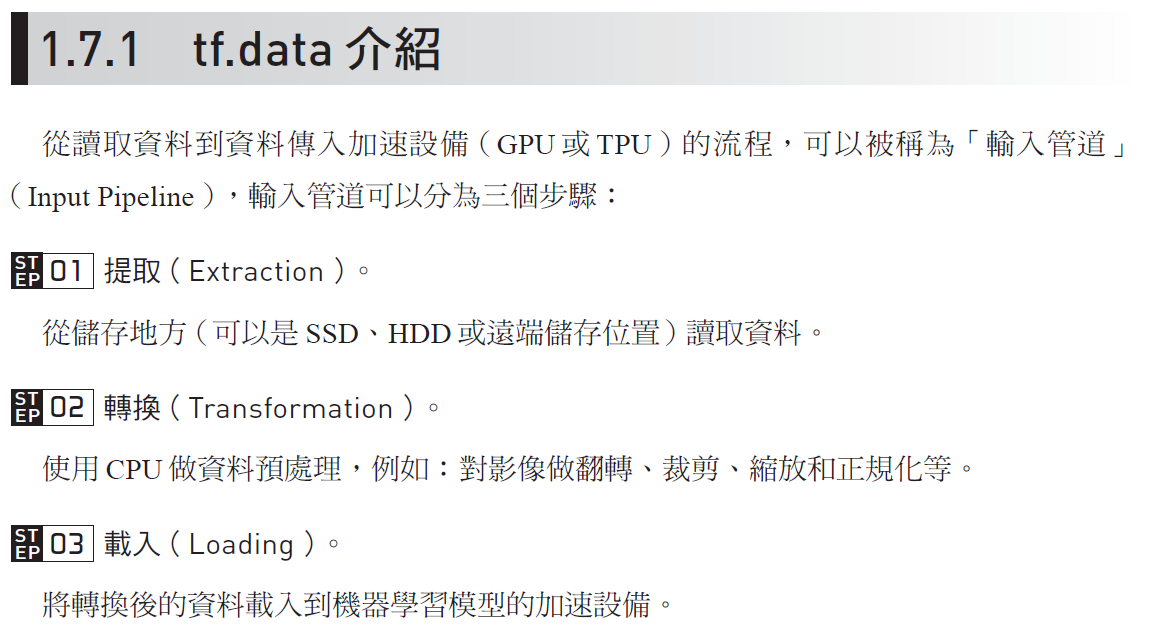 1.7.1 tf.data 介紹
從讀取資料到資料傳入加速設備（GPU 或 TPU）的流程，可以被稱為「輸入管道」
（Input Pipeline），輸入管道可以分為三個步驟：
STEP 01 提取（Extraction）。
從儲存地方（可以是 SSD、HDD 或遠端儲存位置）讀取資料。
STEP 02 轉換（Transformation）。
使用 CPU 做資料預處理，例如：對影像做翻轉、裁剪、縮放和正規化等。
STEP 03 載入（Loading）。
將轉換後的資料載入到機器學習模型的加速設備。